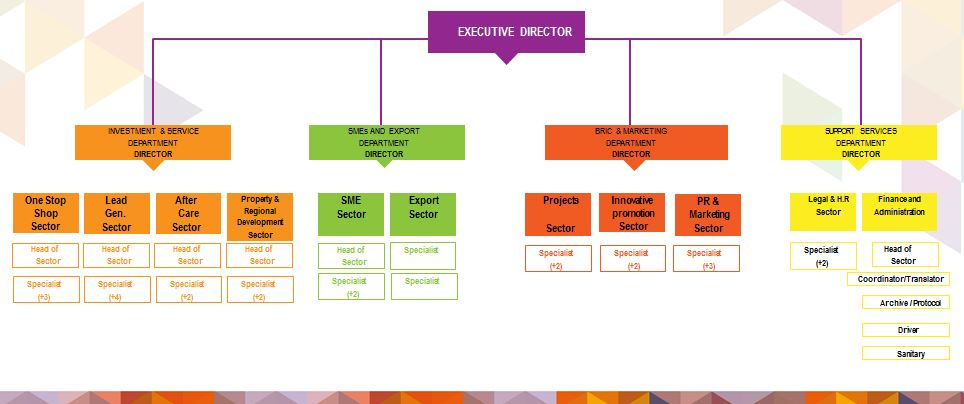 EXECUTIVE DIRECTOR
INVESTMENT & SERVICE
DEPARTMENT
DIRECTOR
SMEs AND EXPORT
DEPARTMENT
DIRECTOR
BRIC & MARKETING
DEPARTMENT
DIRECTOR
SUPPORT SERVICES
DEPARTMENT
DIRECTOR
One Stop
Shop
Sector
Lead
Gen.
Sector
After
Care
Sector
Property &
Regional
Development
Sector
SME
Sector
Export
Sector
Projects
Sector
Innovative
promotion
Sector
PR &
Marketing
Sector
Legal & H.R
Sector
Finance and
Administration
Head of
Sector
Head of
Sector
Head of
Sector
Head of
Sector
Head of
Sector
Specialist
Specialist
(+2)
Specialist
(+2)
Specialist
(+3)
Specialist
(+2)
Head of
Sector
Specialist
(+3)
Specialist
(+4)
Specialist
(+2)
Specialist
(+2)
Specialist
(+2)
Specialist
Coordinator/Translator
Archive / Protocol
Driver
Sanitary